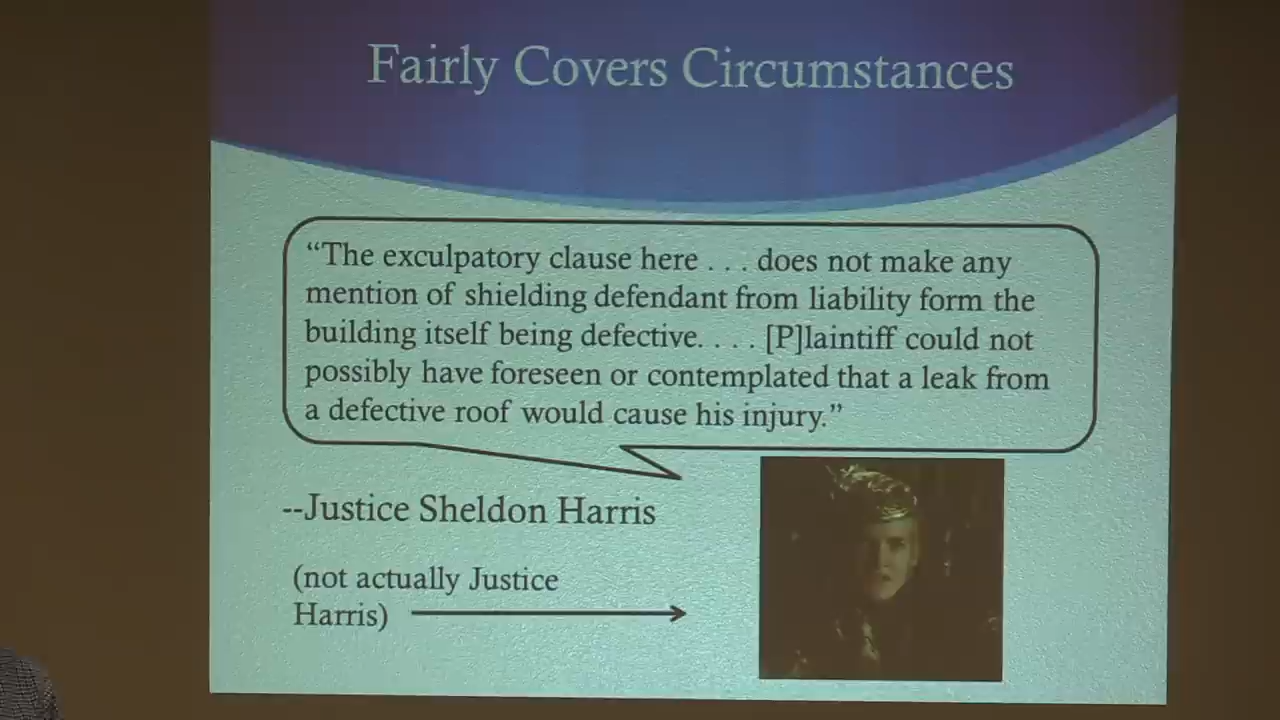 Fairly Covers Circumstances
“The exculpatory clause here . . . does not make any
mention of shielding defendant from liability form the
building itself being defective. . . . [P]laintiff could not
possibly have foreseen or contemplated that a leak from
a defective roof would cause his injury.”
--Justice Sheldon Harris
(not actually Justice
Harris)